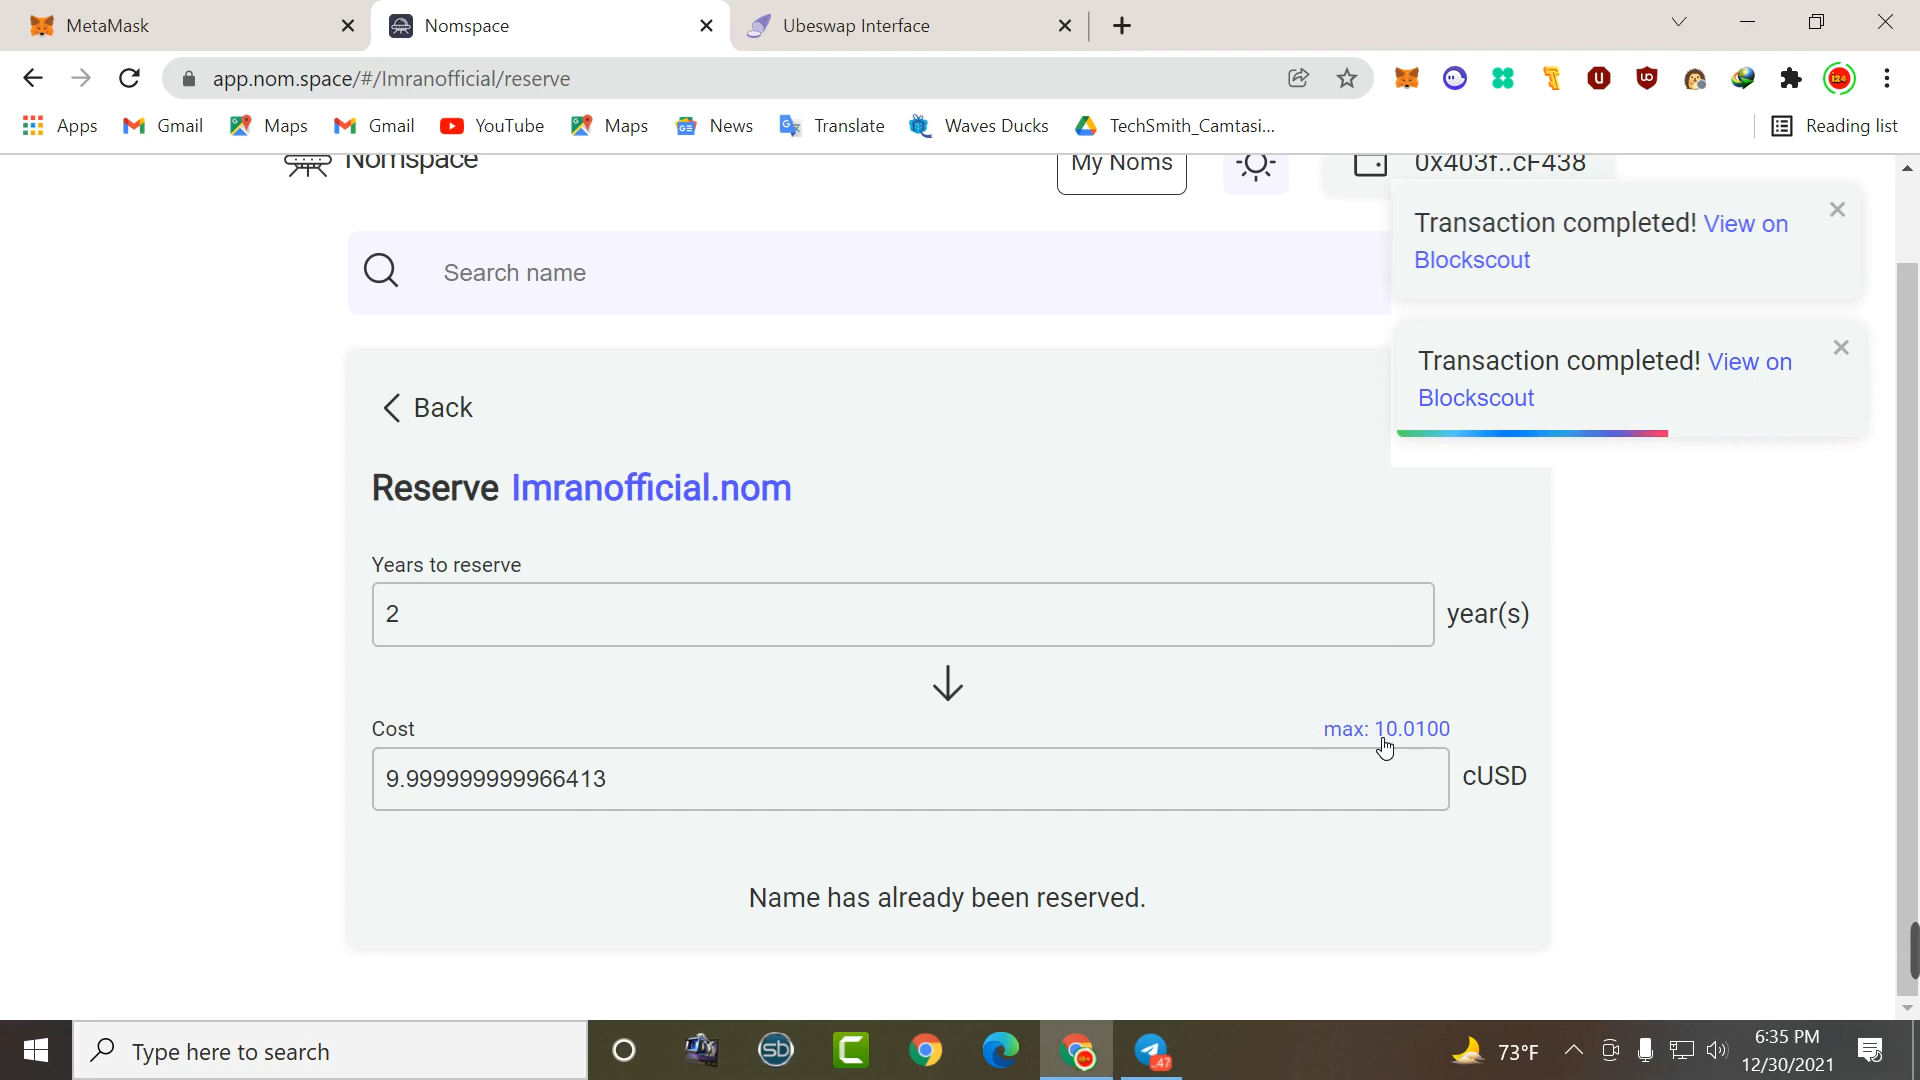 MetaMask
Nomspace
Ubeswap Interface
app.nom.space/#/Imranofficial/reserve
Apps
Gmail
Maps
Gmail
YouTube
Maps
News
Translate
Waves Ducks
TechSmith_Camtasi...
Reading list
Nomspace
My Noms
0x403f..cF438
Transaction completed! View on
Blockscout
Search name
Transaction completed! View on
Blockscout
Back
Reserve Imranofficial.nom
Years to reserve
2
year(s)
Cost
max: 10.0100
9.999999999966413
cUSD
Name has already been reserved.
Type here to search
SD
47
73°F
6:35 PM
12/30/2021